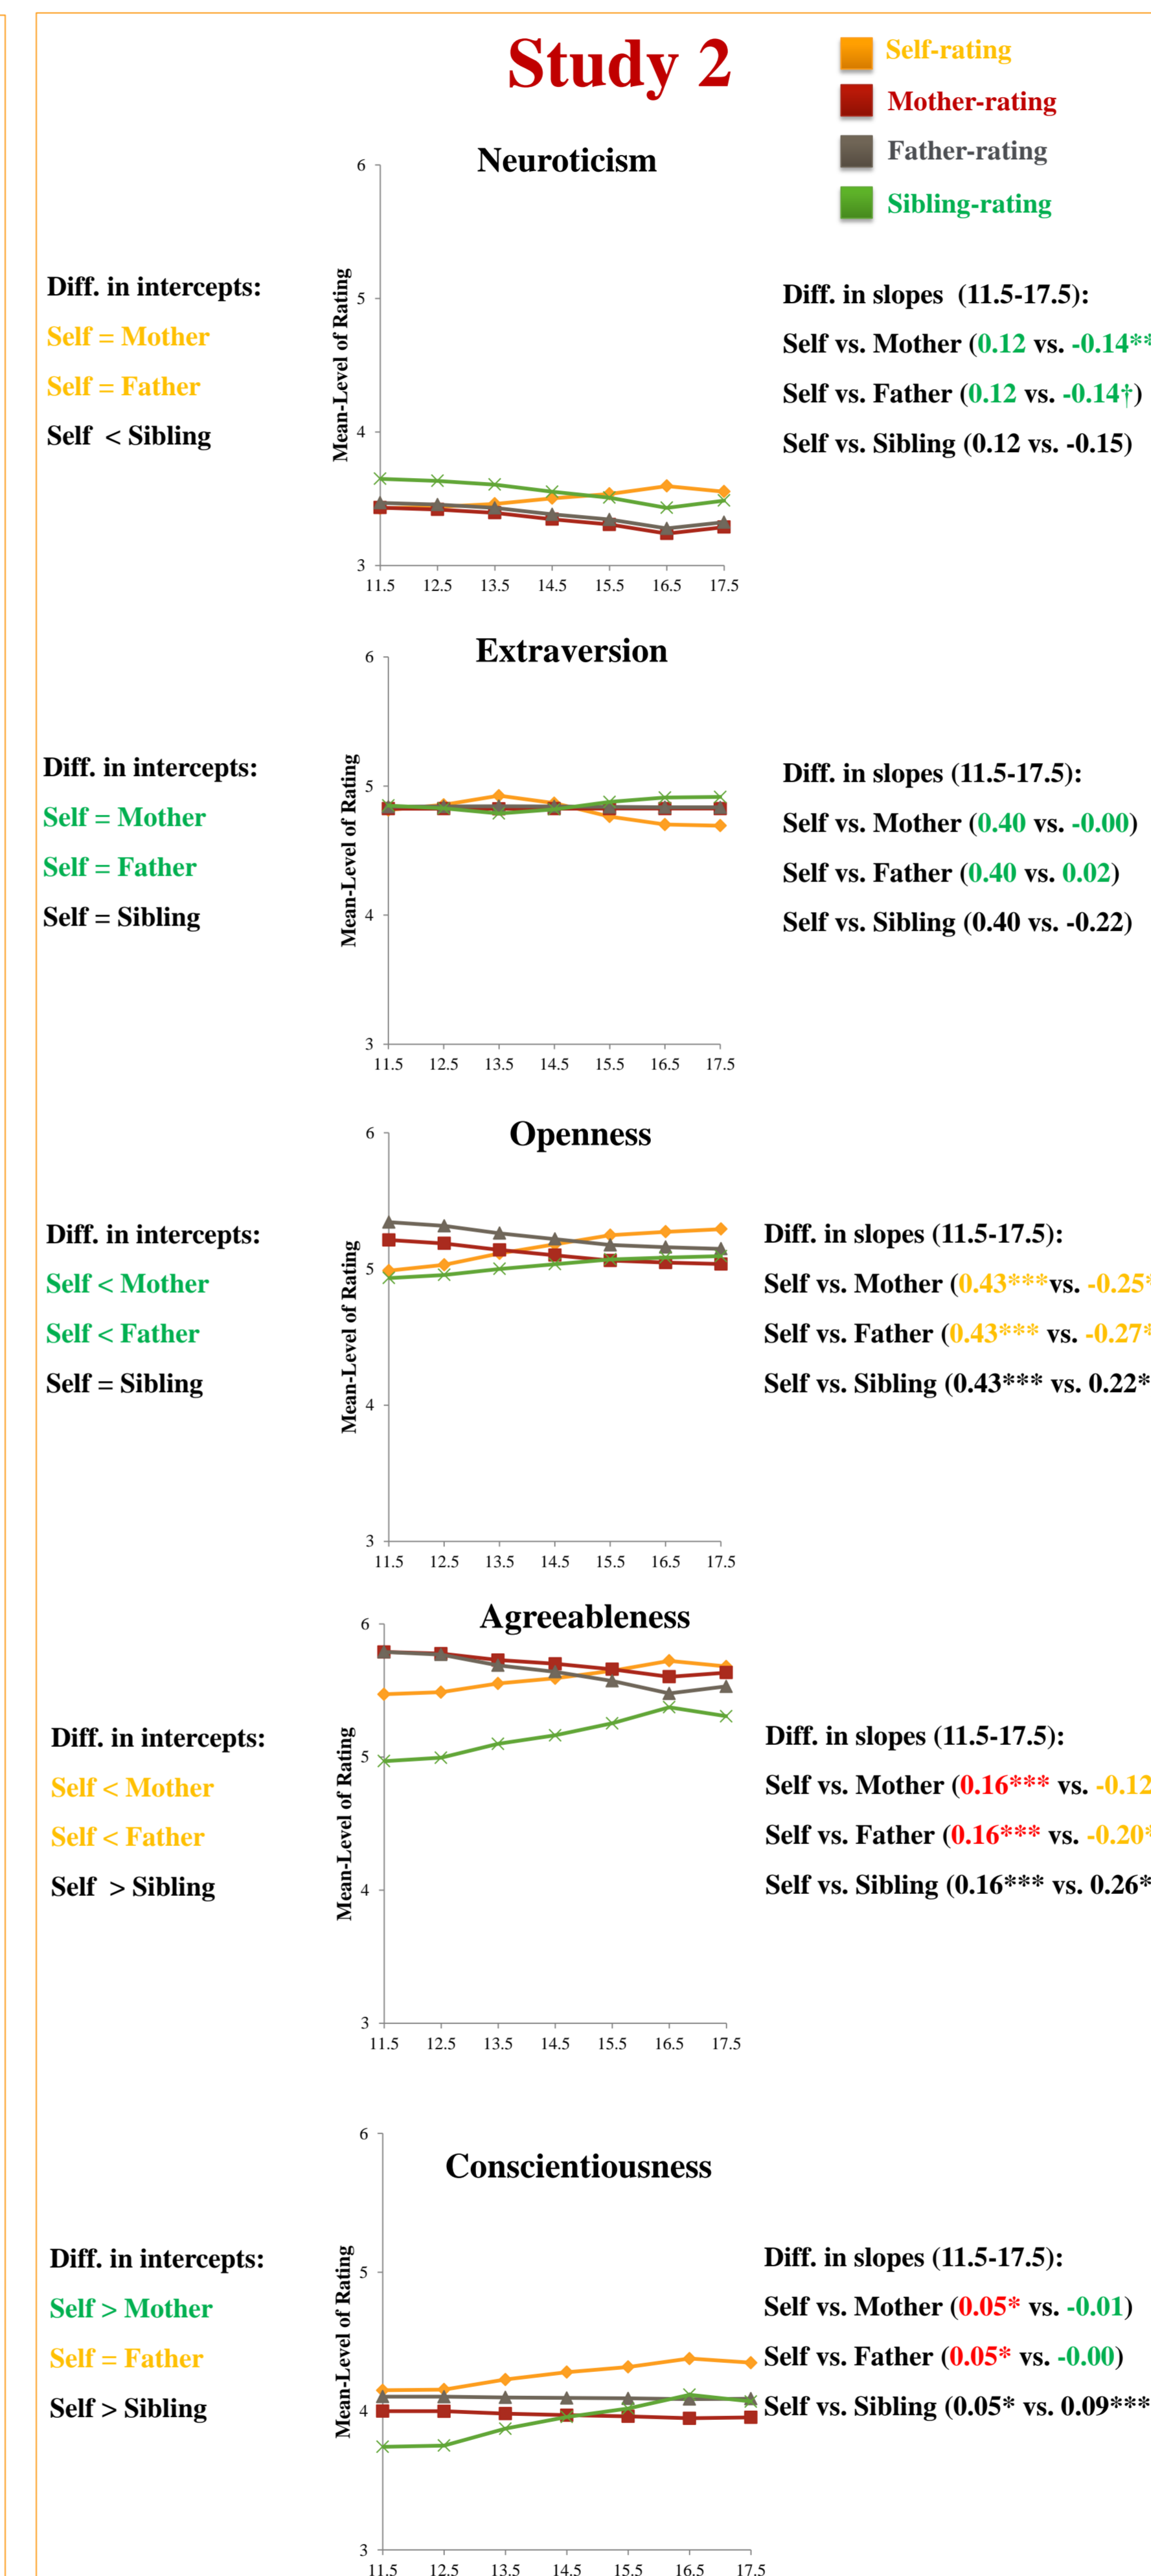 Study 2
Self-rating
Mother-rating
Father-rating
Sibling-rating
Neuroticism
Diff. in intercepts:
Self = Mother
Self = Father
Self < Sibling
Mean-Level of Rating
6
5
4
3
11.5 12.5 13.5 14.5 15.5 16.5 17.5
Diff. in slopes (11.5-17.5):
Self vs. Mother (0.12 vs. -0.14**
Self vs. Father (0.12 vs. -0.14†)
Self vs. Sibling (0.12 vs. -0.15)
Extraversion
Diff. in intercepts:
Self = Mother
Self = Father
Self = Sibling
Mean-Level of Rating
6
5
4
3
11.5 12.5 13.5 14.5 15.5 16.5 17.5
Diff. in slopes (11.5-17.5):
Self vs. Mother (0.40 vs. -0.00)
Self vs. Father (0.40 vs. 0.02)
Self vs. Sibling (0.40 vs. -0.22)
Openness
Diff. in intercepts:
Self < Mother
Self < Father
Self = Sibling
Mean-Level of Rating
6
5
4
3
11.5 12.5 13.5 14.5 15.5 16.5 17.5
Diff. in slopes (11.5-17.5):
Self vs. Mother (0.43***vs. -0.25*
Self vs. Father (0.43*** vs. -0.27*
Self vs. Sibling (0.43*** vs. 0.22*
Agreeableness
Diff. in intercepts:
Self < Mother
Self < Father
Self > Sibling
Mean-Level of Rating
6
5
4
3
11.5 12.5 13.5 14.5 15.5 16.5 17.5
Diff. in slopes (11.5-17.5):
Self vs. Mother (0.16*** vs. -0.12
Self vs. Father (0.16*** vs. -0.20*
Self vs. Sibling (0.16*** vs. 0.26*
Conscientiousness
Diff. in intercepts:
Self > Mother
Self = Father
Self > Sibling
Mean-Level of Rating
6
5
4
3
11.5 12.5 13.5 14.5 15.5 16.5 17.5
Diff. in slopes (11.5-17.5):
Self vs. Mother (0.05* vs. -0.01)
Self vs. Father (0.05* vs. -0.00)
Self vs. Sibling (0.05* vs. 0.09***